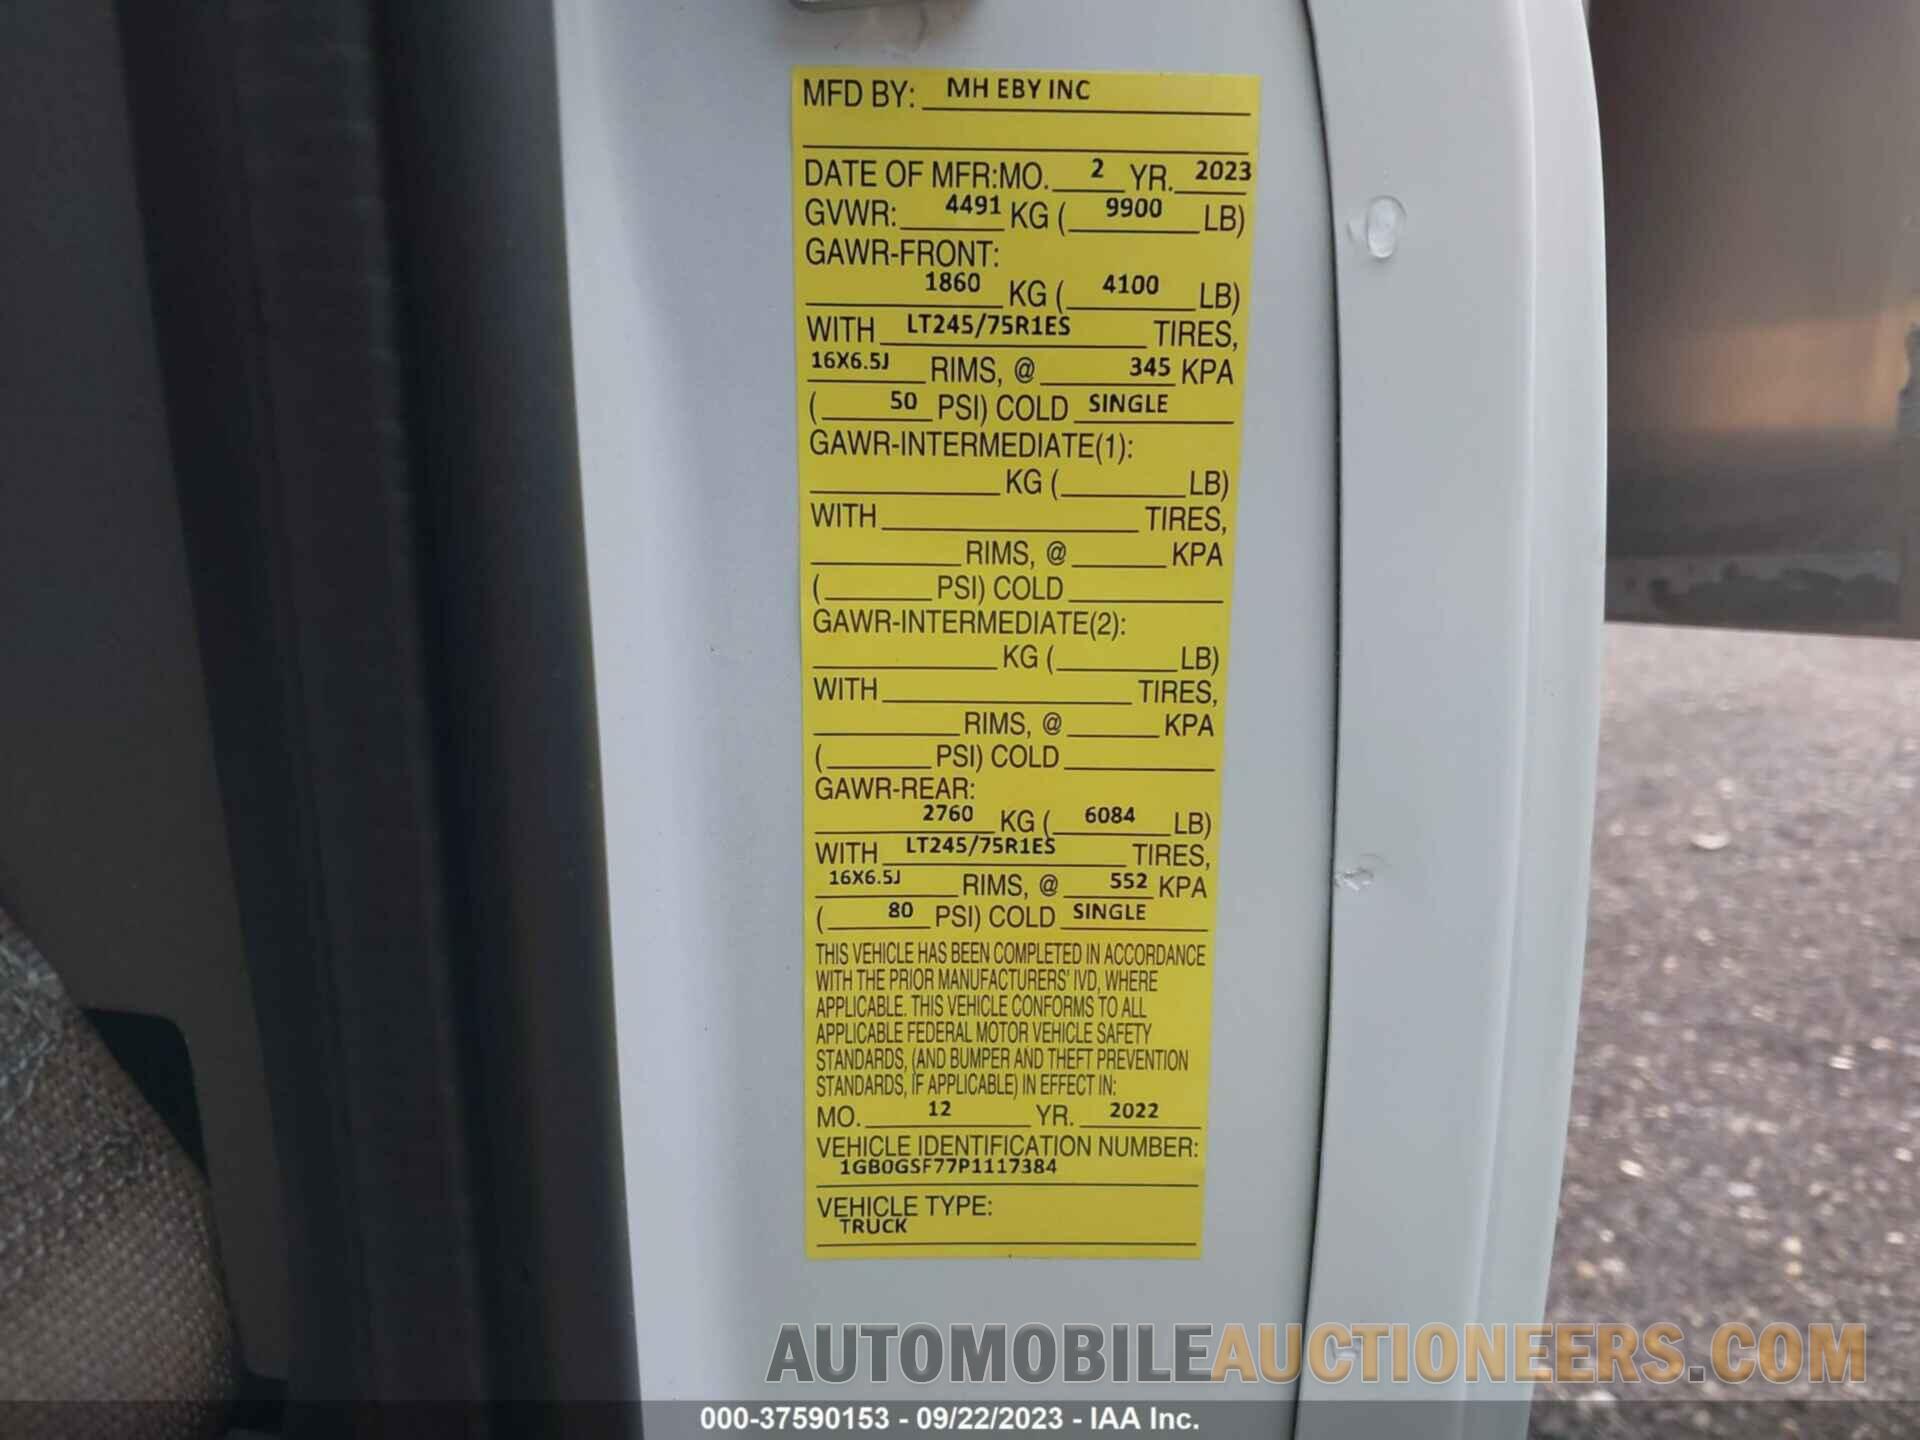 MFD BY: MH EBY INC
DATE OF MFR:MO. 2 YR. 2023
GVWR: 4491 KG ( 9900 LB)
GAWR-FRONT:
1860 KG ( 4100 LB)
WITH LT245/75R1ES TIRES,
16X6.5J RIMS, @ 345 KPA
( 50 PSI) COLD SINGLE
GAWR-INTERMEDIATE(1):
KG ( LB)
WITH TIRES,
RIMS, @ KPA
( PSI) COLD
GAWR-INTERMEDIATE(2):
KG ( LB)
WITH TIRES,
RIMS, @ KPA
( PSI) COLD
GAWR-REAR:
2760 KG ( 6084 LB)
WITH LT245/75R1ES TIRES,
16X6.5J RIMS, @ 552 KPA
( 80 PSI) COLD SINGLE
THIS VEHICLE HAS BEEN COMPLETED IN ACCORDANCE
WITH THE PRIOR MANUFACTURERS' IVD, WHERE
APPLICABLE. THIS VEHICLE CONFORMS TO ALL
APPLICABLE FEDERAL MOTOR VEHICLE SAFETY
STANDARDS, (AND BUMPER AND THEFT PREVENTION
STANDARDS, IF APPLICABLE) IN EFFECT IN:
MO. 12 YR. 2022
VEHICLE IDENTIFICATION NUMBER:
1GB0GSF77P1117384
VEHICLE TYPE:
TRUCK
AUTOMOBILEAUCTIONEERS.COM
000-37590153 - 09/22/2023 - IAA Inc.